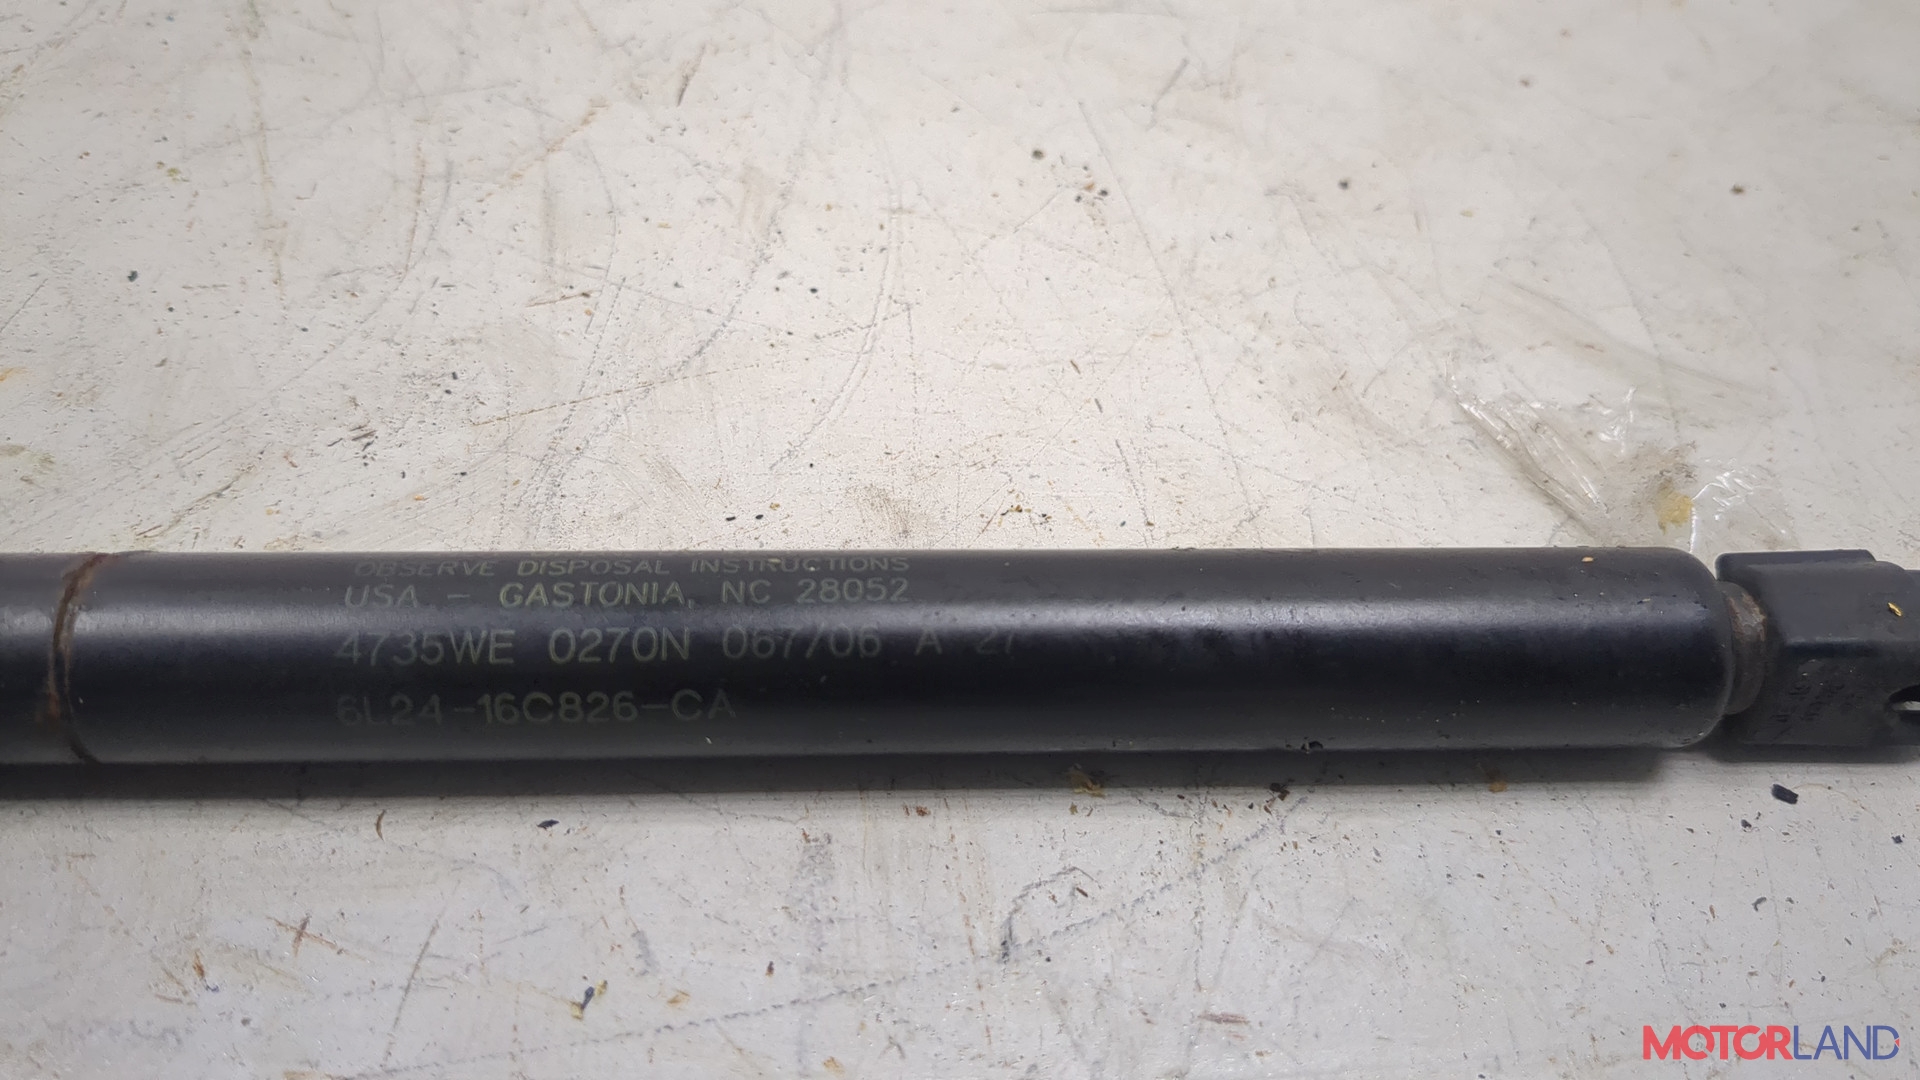 OBSERVE DISPOSAL INSTRUCTIONS
USA - GASTONIA, NC 28052
4735WE 0270N 067/06 A 27
6L24-16C826-CA
MOTORLAND